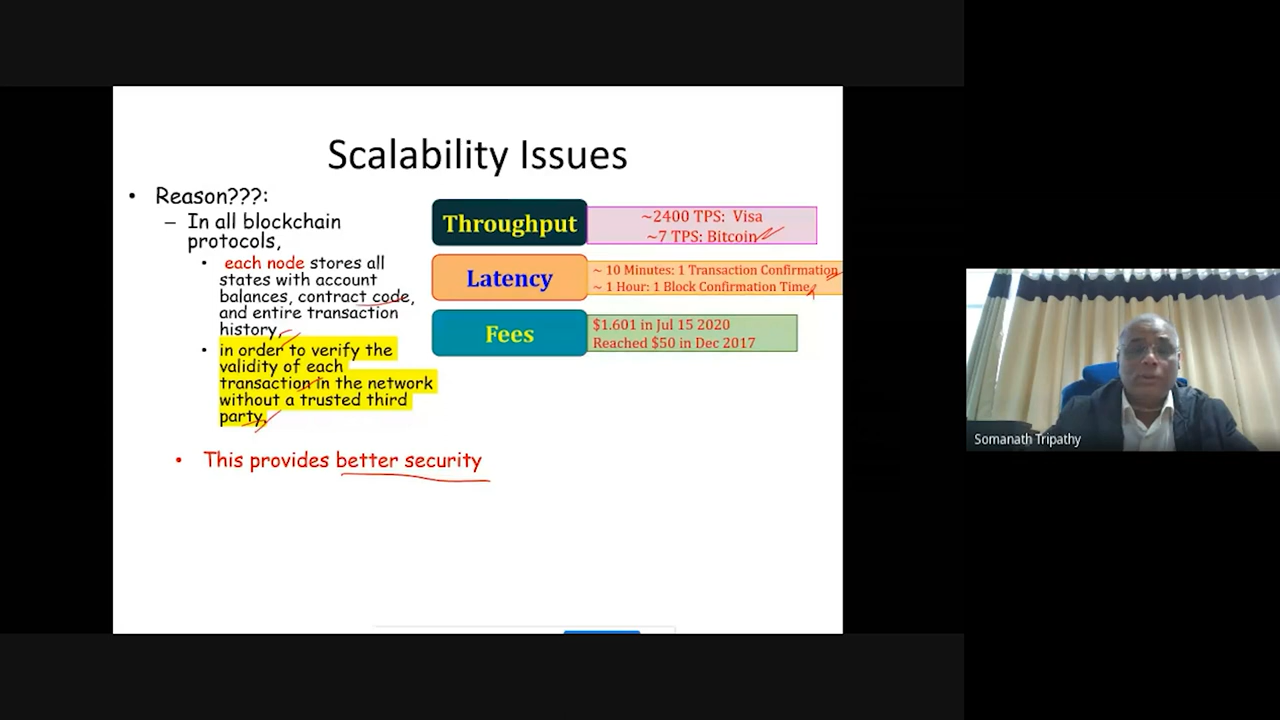 Scalability Issues
• Reason???:
– In all blockchain
protocols,
• each node stores all
states with account
balances, contract code,
and entire transaction
history,
• in order to verify the
validity of each
transaction in the network
without a trusted third
party.
• This provides better security
Throughput
~2400 TPS: Visa
~7 TPS: Bitcoin
Latency
~ 10 Minutes: 1 Transaction Confirmation
~ 1 Hour: 1 Block Confirmation Time
Fees
$1.601 in Jul 15 2020
Reached $50 in Dec 2017
Somanath Tripathy